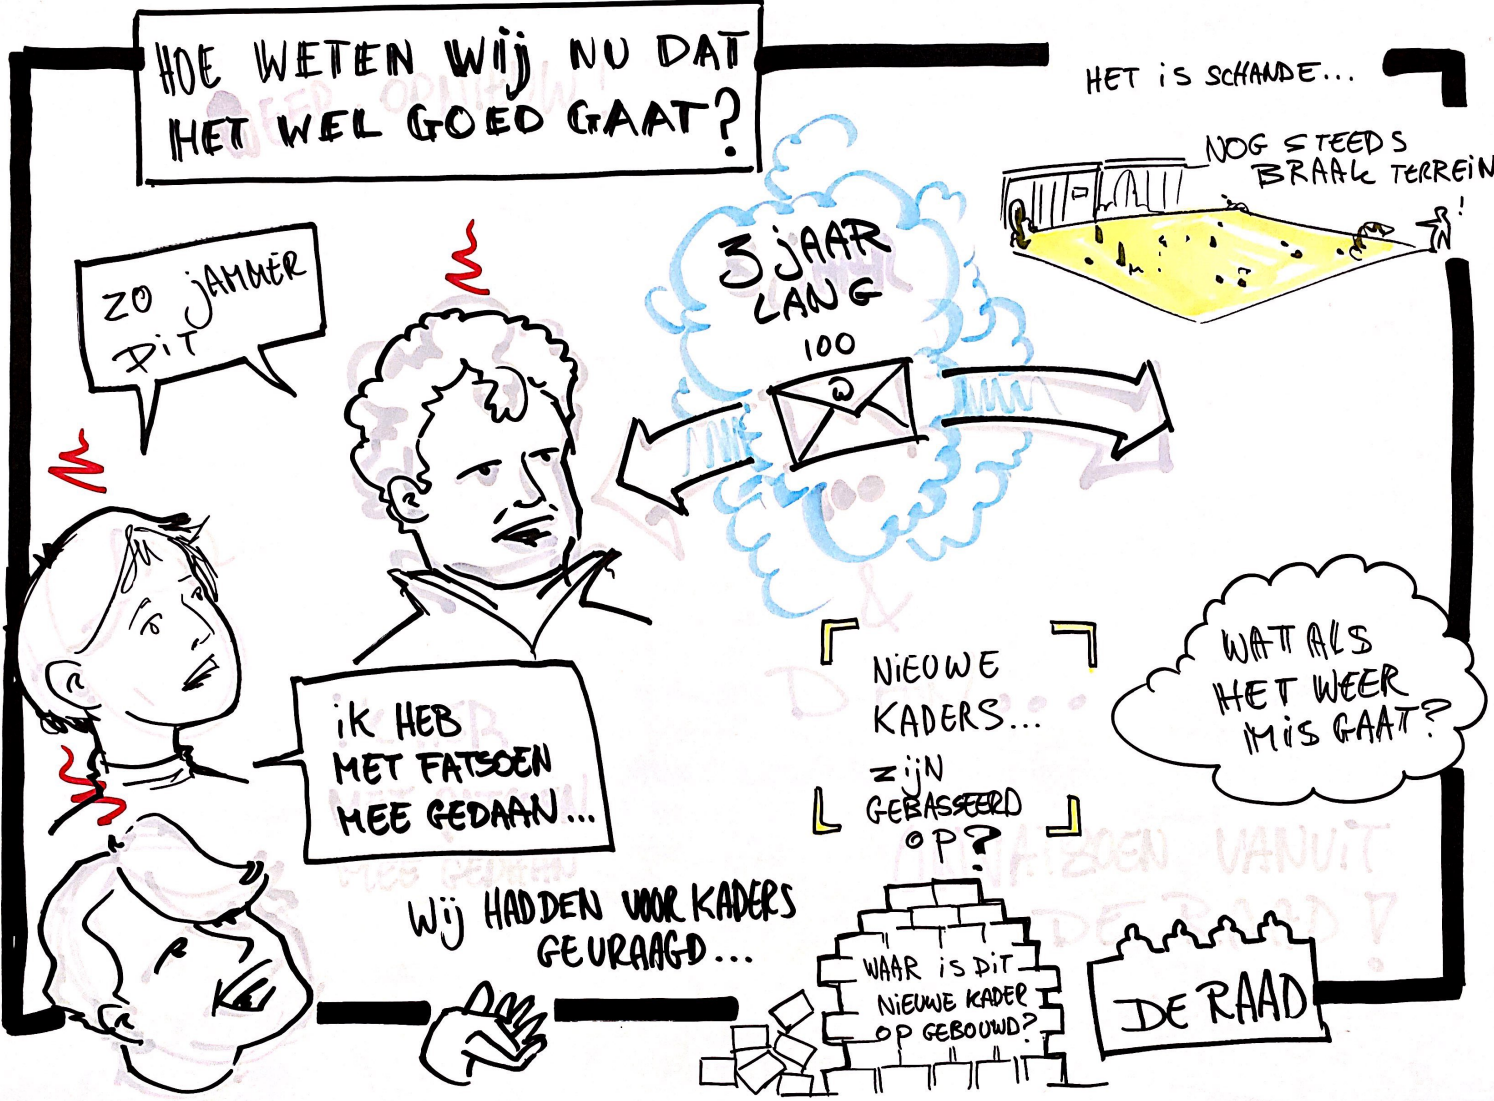 HOE WETEN WIJ NU DAT
HET WEL GOED GAAT?
HET IS SCHANDE...
NOG STEEDS
BRAAK TERREIN
!
ZO JAMMER
DIT
3 JAAR
LANG
100
@
IK HEB
MET FATSOEN
MEE GEDAAN...
NIEUWE
KADERS...
ZIJN
GEBASSEERD
OP?
WAT ALS
HET WEER
MIS GAAT?
WIJ HADDEN VOOR KADERS
GEVRAAGD...
WAAR IS DIT
NIEUWE KADER
OP GEBOUWD?
DE RAAD